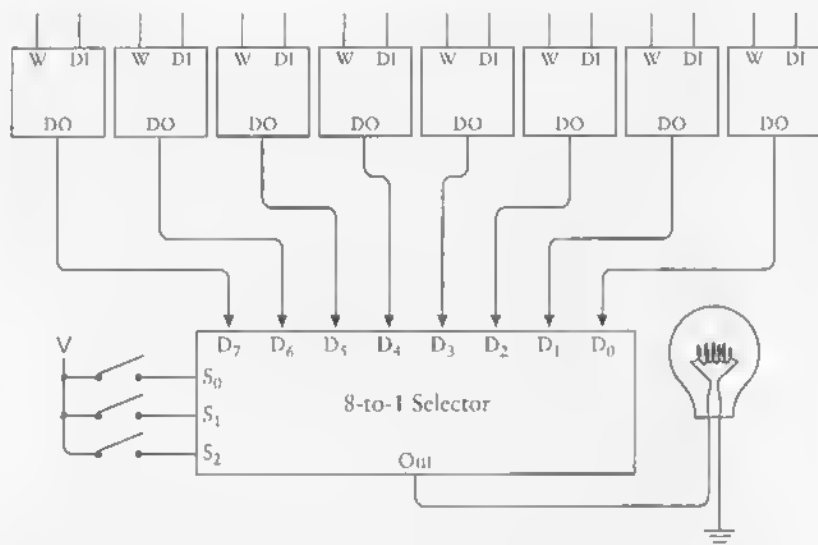 W DI W DI W DI W DI W DI W DI W DI W DI
DO DO DO DO DO DO DO DO
V
D7 D6 D5 D4 D3 D2 D1 D0
S0
8-to-1 Selector
S1
Out
S2